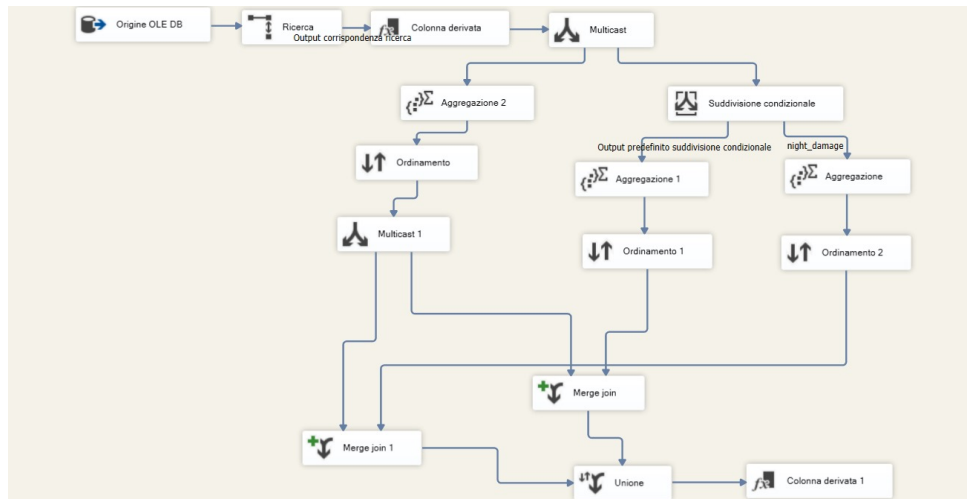 Origine OLE DB
Ricerca
Output corrispondenza ricerca
Colonna derivata
Multicast
Aggregazione 2
Suddivisione condizionale
Output predefinito suddivisione condizionale
night_damage
Ordinamento
Aggregazione 1
Aggregazione
Multicast 1
Ordinamento 1
Ordinamento 2
Merge join
Merge join 1
Unione
Colonna derivata 1